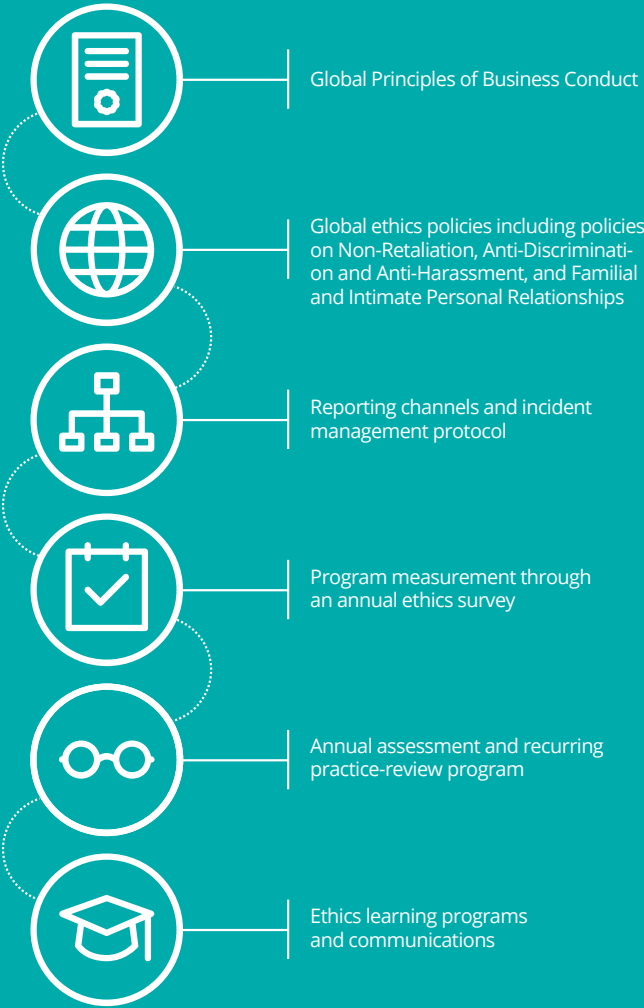 Global Principles of Business Conduct
Global ethics policies including policies
on Non-Retaliation, Anti-Discriminati-
on and Anti-Harassment, and Familial
and Intimate Personal Relationships
Reporting channels and incident
management protocol
Program measurement through
an annual ethics survey
Annual assessment and recurring
practice-review program
Ethics learning programs
and communications